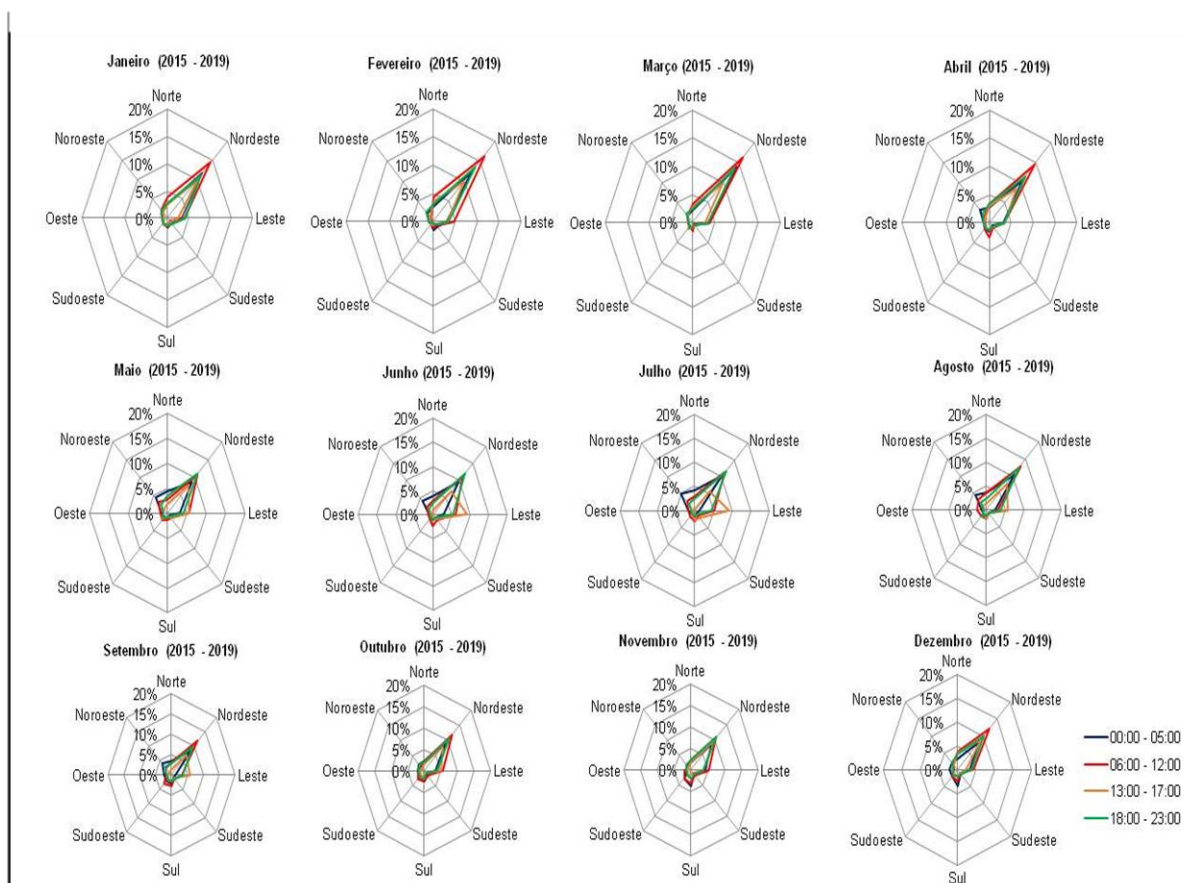 Janeiro (2015 - 2019)
Norte
20%
15%
10%
5%
0%
Nordeste
Leste
Sudeste
Sul
Sudoeste
Oeste
Noroeste
Fevereiro (2015 - 2019)
Norte
20%
15%
10%
5%
0%
Nordeste
Leste
Sudeste
Sul
Sudoeste
Oeste
Noroeste
Março (2015 - 2019)
Norte
20%
15%
10%
5%
0%
Nordeste
Leste
Sudeste
Sul
Sudoeste
Oeste
Noroeste
Abril (2015 - 2019)
Norte
20%
15%
10%
5%
0%
Nordeste
Leste
Sudeste
Sul
Sudoeste
Oeste
Noroeste
Maio (2015 - 2019)
Norte
20%
15%
10%
5%
0%
Nordeste
Leste
Sudeste
Sul
Sudoeste
Oeste
Noroeste
Junho (2015 - 2019)
Norte
20%
15%
10%
5%
0%
Nordeste
Leste
Sudeste
Sul
Sudoeste
Oeste
Noroeste
Julho (2015 - 2019)
Norte
20%
15%
10%
5%
0%
Nordeste
Leste
Sudeste
Sul
Sudoeste
Oeste
Noroeste
Agosto (2015 - 2019)
Norte
20%
15%
10%
5%
0%
Nordeste
Leste
Sudeste
Sul
Sudoeste
Oeste
Noroeste
Setembro (2015 - 2019)
Norte
20%
15%
10%
5%
0%
Nordeste
Leste
Sudeste
Sul
Sudoeste
Oeste
Noroeste
Outubro (2015 - 2019)
Norte
20%
15%
10%
5%
0%
Nordeste
Leste
Sudeste
Sul
Sudoeste
Oeste
Noroeste
Novembro (2015 - 2019)
Norte
20%
15%
10%
5%
0%
Nordeste
Leste
Sudeste
Sul
Sudoeste
Oeste
Noroeste
Dezembro (2015 - 2019)
Norte
20%
15%
10%
5%
0%
Nordeste
Leste
Sudeste
Sul
Sudoeste
Oeste
Noroeste
00:00 - 05:00
06:00 - 12:00
13:00 - 17:00
18:00 - 23:00